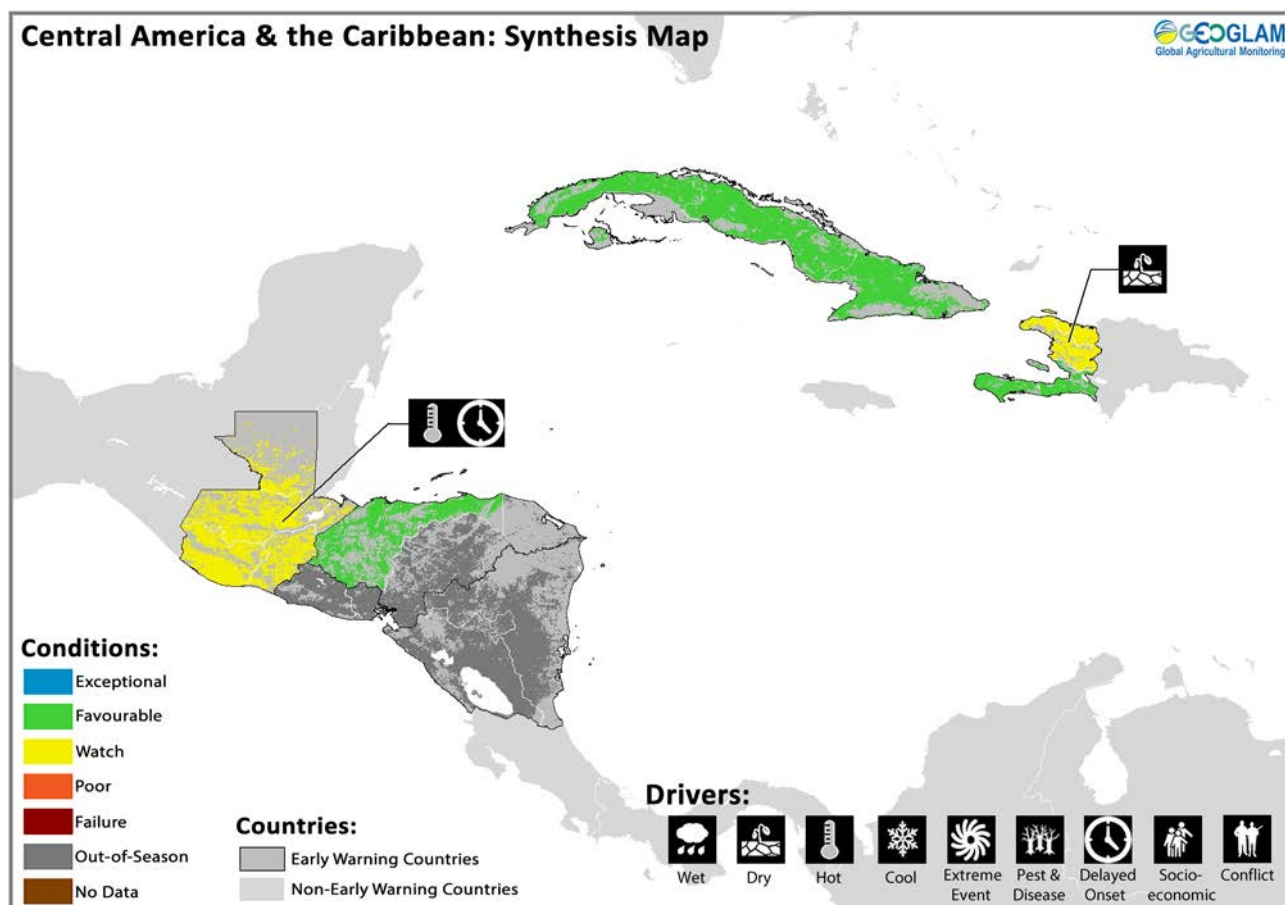 Central America & the Caribbean: Synthesis Map
GEOGLAM
Global Agricultural Monitoring
Conditions:
Exceptional
Favourable
Watch
Poor
Failure
Out-of-Season
No Data
Countries:
Early Warning Countries
Non-Early Warning Countries
Drivers:
Wet
Dry
Hot
Cool
Extreme
Event
Pest &
Disease
Delayed
Onset
Socio-
economic
Conflict